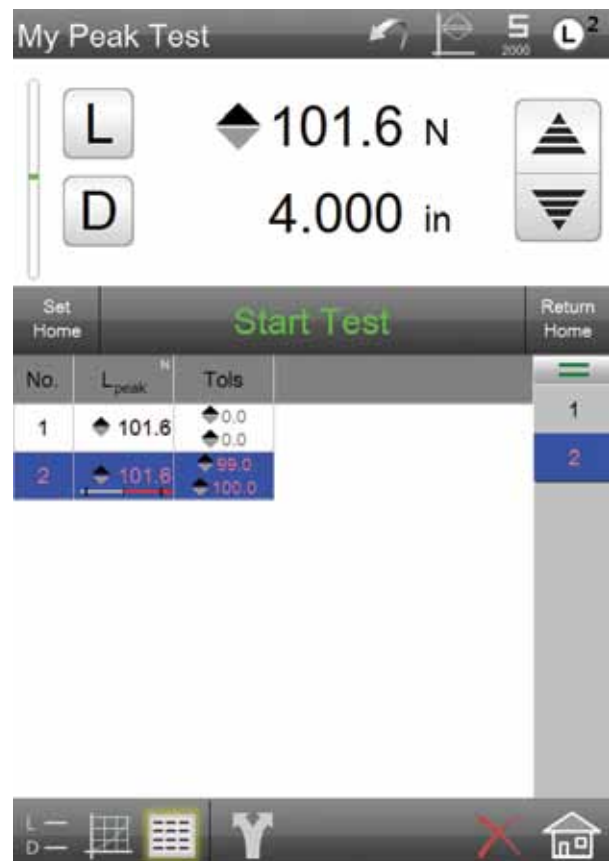 My Peak Test
S 2000
L 2
L 101.6 N
D 4.000 in
Set Home
Start Test
Return Home
No. Lpeak N Tols
1 101.6 0.0
0.0
2 101.6 99.0
100.0
1
2
L
D